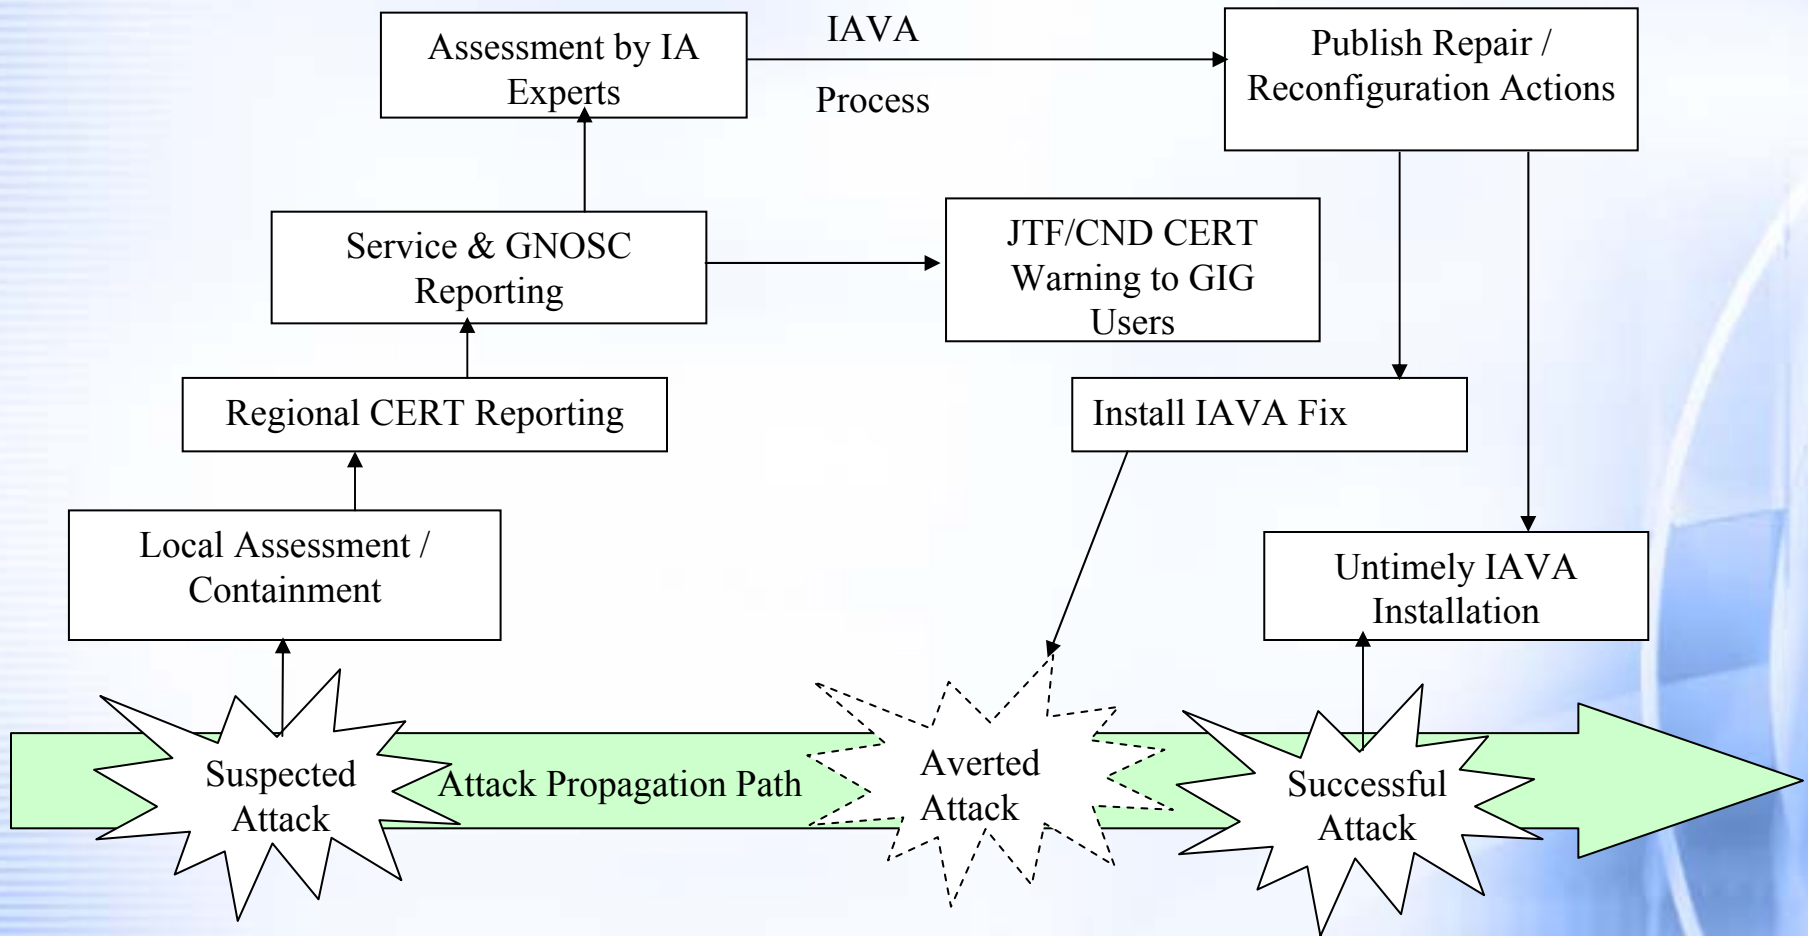 Assessment by IA
Experts
IAVA
Process
Publish Repair /
Reconfiguration Actions
Service & GNOSC
Reporting
JTF/CND CERT
Warning to GIG
Users
Regional CERT Reporting
Install IAVA Fix
Local Assessment /
Containment
Untimely IAVA
Installation
Suspected
Attack
Attack Propagation Path
Averted
Attack
Successful
Attack